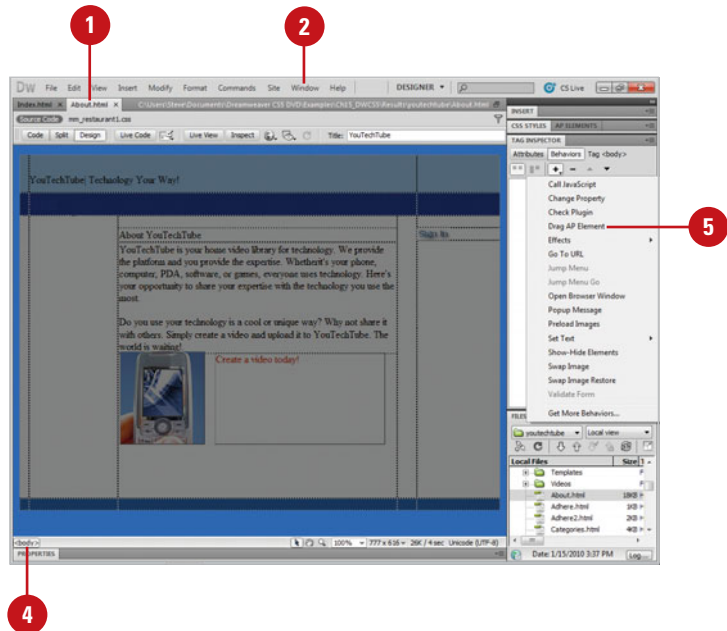 1
2
DW File Edit View Insert Modify Format Commands Site Window Help DESIGNER CS Live
Index.html × About.html × C:\Users\Steve\Documents\Dreamweaver CS5 DVD\Examples\Ch15_DWCS5\Results\youtechtube\About.html
Source Code mm_restaurant1.css
Code Split Design Live Code Live View Inspect Title: YouTechTube
INSERT
CSS STYLES AP ELEMENTS
TAG INSPECTOR
Attributes Behaviors Tag <body>
Call JavaScript
Change Property
Check Plugin
Drag AP Element
5
Effects
Go To URL
Jump Menu
Jump Menu Go
Open Browser Window
Popup Message
Preload Images
Set Text
Show-Hide Elements
Swap Image
Swap Image Restore
Validate Form
Get More Behaviors...
YouTechTube| Technology Your Way!
About YouTechTube
Sign In
YouTechTube is your home video library for technology. We provide
the platform and you provide the expertise. Whetherit's your phone,
computer, PDA, software, or games, everyone uses technology. Here's
your opportunity to share your expertise with the technology you use the
most.
Do you use your technology is a cool or unique way? Why not share it
with others. Simply create a video and upload it to YouTechTube. The
world is waiting!
Create a video today!
FILES
youtechtube Local view
Local Files Size
Templates
Videos
About.html 18KB
Adhere.html 1KB
Adhere2.html 2KB
Categories.html 4KB
Date: 1/15/2010 3:37 PM Log...
<body> 100% 777 x 616 26K / 4 sec Unicode (UTF-8)
PROPERTIES
4